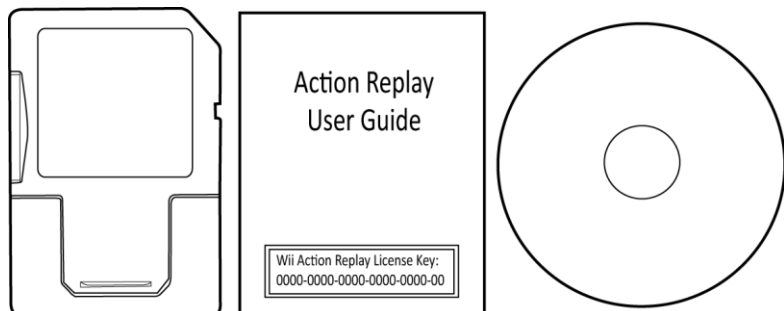 Action Replay
User Guide
Wii Action Replay License Key:
0000-0000-0000-0000-0000-00